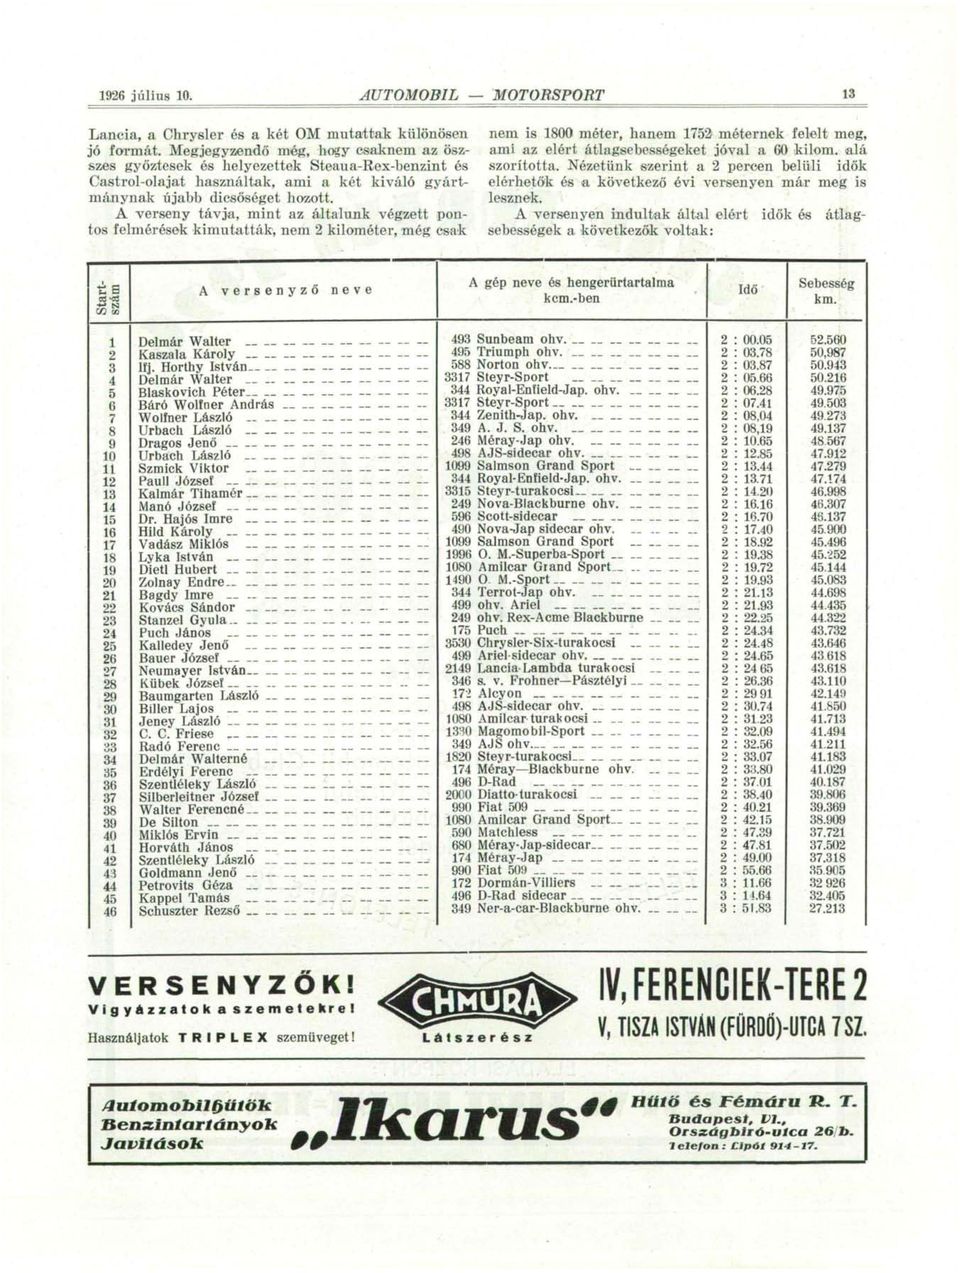 1926 július 10. AUTOMOBIL — MOTORSPORT 13
Lancia, a Chrysler és a két OM mutattak különösen
jó formát. Megjegyzendő még, hogy csaknem az ösz-
szes győztesek és helyezettek Steaua-Rex-benzint és
Castrol-olajat használtak, ami a két kiváló gyárt-
mánynak újabb dicsőséget hozott.
A verseny távja, mint az általunk végzett pon-
tos felmérések kimutatták, nem 2 kilométer, még csak
nem is 1800 méter, hanem 1752 méternek felelt meg,
ami az elért átlagsebességeket jóval a 60 kilom. alá
szorította. Nézetünk szerint a 2 percen belüli idők
elérhetők és a következő évi versenyen már meg is
lesznek.
A versenyen indultak által elért idők és átlag-
sebességek a következők voltak:
Start-szám A versenyző neve A gép neve és hengerürtartalma kcm.-ben Idő Sebesség km.
1 Delmár Walter 493 Sunbeam ohv. 2 : 00.05 52.560
2 Kaszala Károly 495 Triumph ohv. 2 : 03.78 50,987
3 Ifj. Horthy István 588 Norton ohv. 2 : 03.87 50.943
4 Delmár Walter 3317 Steyr-Sport 2 : 05.66 50.216
5 Blaskovich Péter 344 Royal-Enfield-Jap. ohv. 2 : 06.28 49.975
6 Báró Wolfner András 3317 Steyr-Sport 2 : 07.41 49.503
7 Wolfner László 344 Zenith-Jap. ohv. 2 : 08.04 49.273
8 Urbach László 349 A. J. S. ohv. 2 : 08,19 49.137
9 Dragos Jenő 246 Méray-Jap ohv. 2 : 10.65 48.567
10 Urbach László 498 AJS-sidecar ohv. 2 : 12.85 47.912
11 Szmick Viktor 1099 Salmson Grand Sport 2 : 13.44 47.279
12 Paull József 344 Royal-Enfield-Jap. ohv. 2 : 13.71 47.174
13 Kalmár Tihamér 3315 Steyr-turakocsi 2 : 14.20 46.998
14 Manó József 249 Nova-Blackburne ohv. 2 : 16.16 46.307
15 Dr. Hajós Imre 596 Scott-sidecar 2 : 16.70 46.137
16 Hild Károly 490 Nova-Jap sidecar ohv. 2 : 17.40 45.900
17 Vadász Miklós 1099 Salmson Grand Sport 2 : 18.92 45.496
18 Lyka István 1996 O. M.-Superba-Sport 2 : 19.38 45.252
19 Dietl Hubert 1080 Amilcar Grand Sport 2 : 19.72 45.144
20 Zolnay Endre 1490 O. M.-Sport 2 : 19.93 45.083
21 Bagdy Imre 344 Terrot-Jap ohv. 2 : 21.13 44.698
22 Kovács Sándor 499 ohv. Ariel 2 : 21.93 44.435
23 Stanzel Gyula 249 ohv. Rex-Acme Blackburne 2 : 22.25 44.322
24 Puch János 175 Puch 2 : 24.34 43.732
25 Kalledey Jenő 3530 Chrysler-Six-turakocsi 2 : 24.48 43.646
26 Bauer József 499 Ariel-sidecar ohv. 2 : 24.65 43 618
27 Neumayer István 2149 Lancia-Lambda turakocsi 2 : 24 65 43.618
28 Kübek József 346 s. v. Frohner—Pásztélyi 2 : 26.36 43.110
29 Baumgarten László 172 Alcyon 2 : 29 91 42.149
30 Biller Lajos 498 AJS-sidecar ohv. 2 : 30.74 41.850
31 Jeney László 1080 Amilcar-turakocsi 2 : 31.23 41.713
32 C. C. Friese 1330 Magomobil-Sport 2 : 32.09 41.494
33 Radó Ferenc 349 AJS ohv. 2 : 32.56 41.211
34 Delmár Walterné 1820 Steyr-turakocsi 2 : 33.07 41.183
35 Erdélyi Ferenc 174 Méray—Blackburne ohv. 2 : 33.80 41.029
36 Szentléleky László 496 D-Rad 2 : 37.01 40.187
37 Silberleitner József 2000 Diatto-turakocsi 2 : 38.40 39.806
38 Walter Ferencné 990 Fiat 509 2 : 40.21 39.369
39 De Silton 1080 Amilcar Grand Sport 2 : 42.15 38.909
40 Miklós Ervin 590 Matchless 2 : 47.39 37.721
41 Horváth János 680 Méray-Jap-sidecar 2 : 47.81 37.502
42 Szentléleky László 174 Méray-Jap 2 : 49.00 37.318
43 Goldmann Jenő 990 Fiat 509 2 : 55.66 35.905
44 Petrovits Géza 172 Dormán-Villiers 3 : 11.66 32 926
45 Kappel Tamás 496 D-Rad sidecar 3 : 14.64 32.405
46 Schuszter Rezső 349 Ner-a-car-Blackburne ohv. 3 : 51.83 27.213
VERSENYZŐK!
Vigyázzatok a szemetekre!
Használjatok TRIPLEX szemüveget!
CHMURA
Látszerész
IV, FERENCIEK-TERE 2
V, TISZA ISTVÁN (FÜRDŐ)-UTCA 7 SZ.
Automobilhűtők
Benzintartányok
Javitások
„Ikarus“
Hűtő és Fémáru R. T.
Budapest, VI.,
Országbiró-utca 26/b.
Telefon: Lipót 914-17.